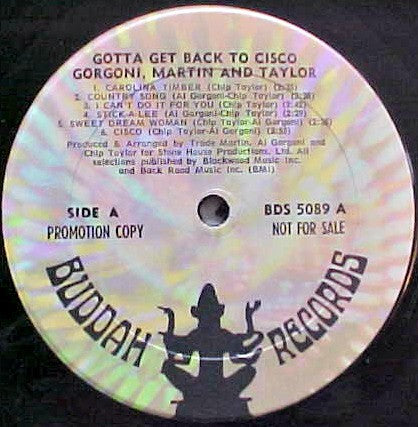 GOTTA GET BACK TO CISCO
GORGONI, MARTIN AND TAYLOR
1. CAROLINA TIMBER (Chip Taylor)
2. COUNTRY SONG (Al Gorgoni-Chip Taylor)
3. I CAN'T DO IT FOR YOU (Chip Taylor)
4. STICK-A-LEE (Al Gorgoni-Chip Taylor)
5. SWEET DREAM WOMAN (Chip Taylor-Al Gorgoni)
6. CISCO (Chip Taylor-Al Gorgoni)
Produced & Arranged by Trade Martin, Al Gorgoni and
Chip Taylor for Stone House Productions, Ltd. All
selections published by Blackwood Music Inc.
and Back Road Music Inc. (BMI)
SIDE A BDS 5089 A
PROMOTION COPY NOT FOR SALE
BUDDAH RECORDS